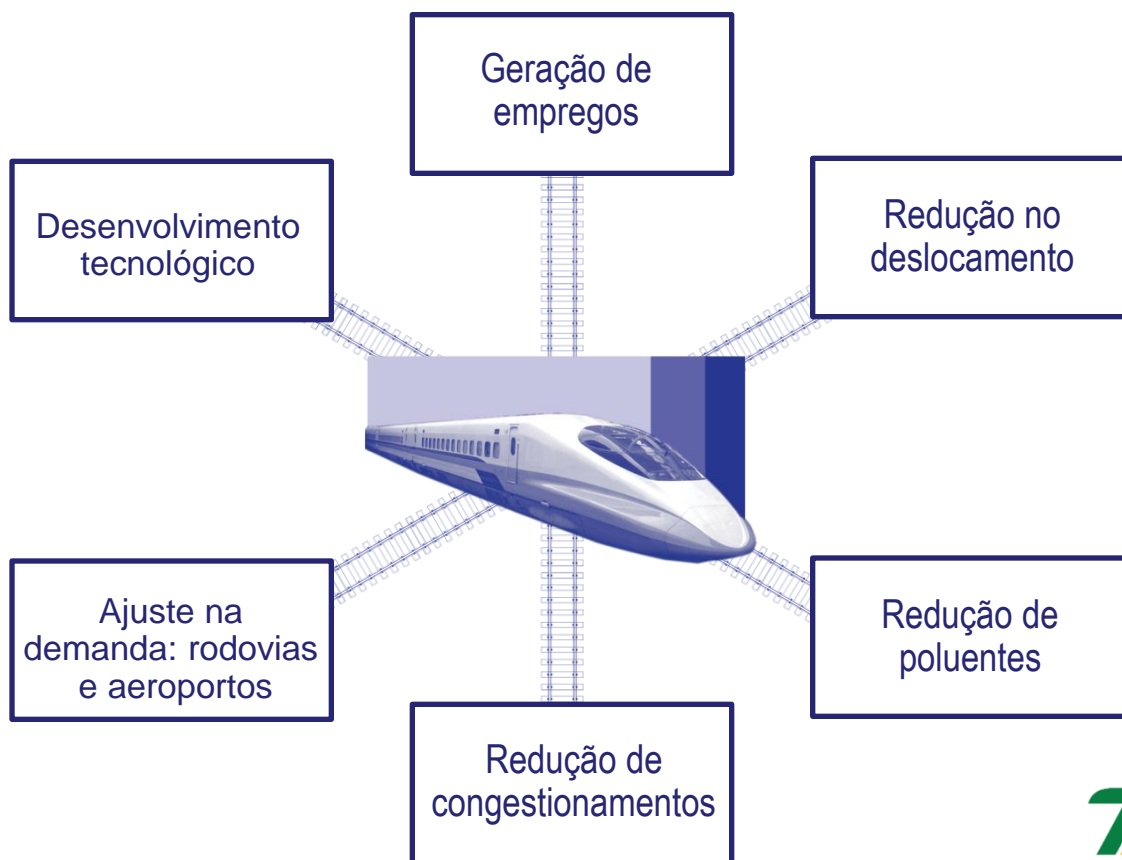 Geração de
empregos
Desenvolvimento
tecnológico
Redução no
deslocamento
Ajuste na
demanda: rodovias
e aeroportos
Redução de
poluentes
Redução de
congestionamentos